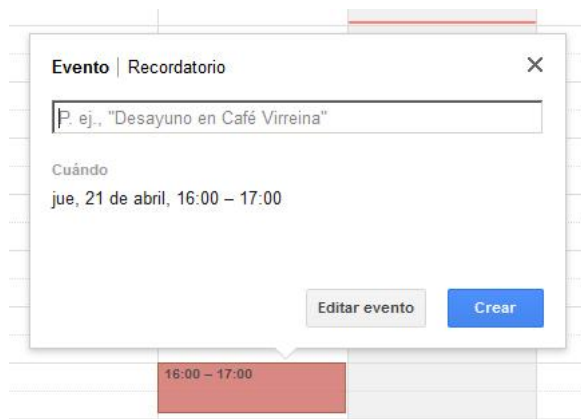 Evento | Recordatorio
P. ej., "Desayuno en Café Virreina"
Cuándo
jue, 21 de abril, 16:00 – 17:00
Editar evento Crear
16:00 – 17:00